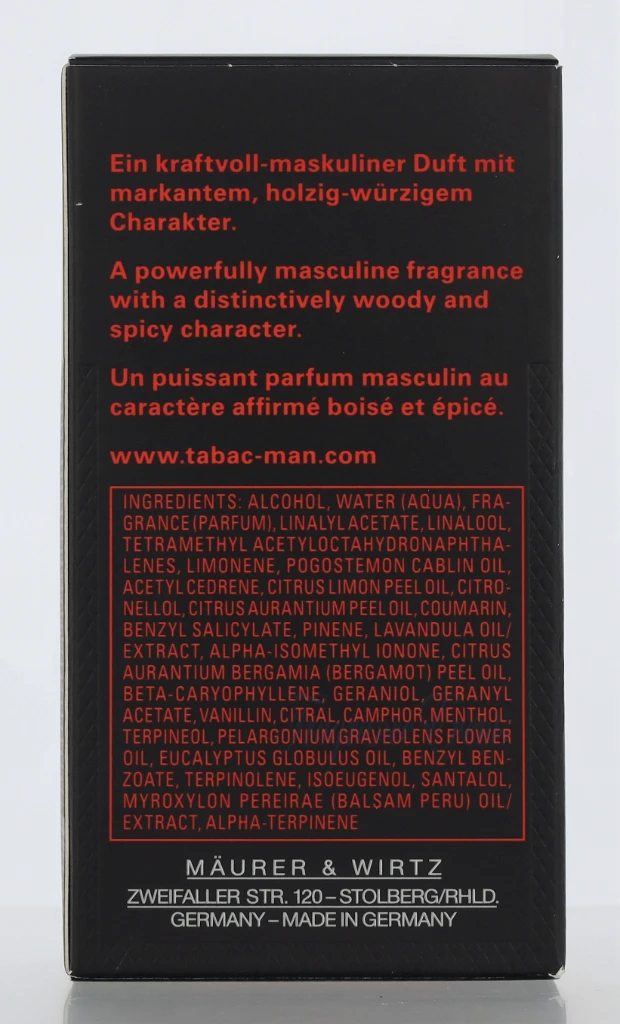 Ein kraftvoll-maskuliner Duft mit
markantem, holzig-würzigem
Charakter.
A powerfully masculine fragrance
with a distinctively woody and
spicy character.
Un puissant parfum masculin au
caractère affirmé boisé et épicé.
www.tabac-man.com
INGREDIENTS: ALCOHOL, WATER (AQUA), FRA-
GRANCE (PARFUM), LINALYL ACETATE, LINALOOL,
TETRAMETHYL ACETYLOCTAHYDRONAPHTHA-
LENES, LIMONENE, POGOSTEMON CABLIN OIL,
ACETYL CEDRENE, CITRUS LIMON PEEL OIL, CITRO-
NELLOL, CITRUS AURANTIUM PEEL OIL, COUMARIN,
BENZYL SALICYLATE, PINENE, LAVANDULA OIL/
EXTRACT, ALPHA-ISOMETHYL IONONE, CITRUS
AURANTIUM BERGAMIA (BERGAMOT) PEEL OIL,
BETA-CARYOPHYLLENE, GERANIOL, GERANYL
ACETATE, VANILLIN, CITRAL, CAMPHOR, MENTHOL,
TERPINEOL, PELARGONIUM GRAVEOLENS FLOWER
OIL, EUCALYPTUS GLOBULUS OIL, BENZYL BEN-
ZOATE, TERPINOLENE, ISOEUGENOL, SANTALOL,
MYROXYLON PEREIRAE (BALSAM PERU) OIL/
EXTRACT, ALPHA-TERPINENE
MÄURER & WIRTZ
ZWEIFALLER STR. 120 – STOLBERG/RHLD.
GERMANY – MADE IN GERMANY